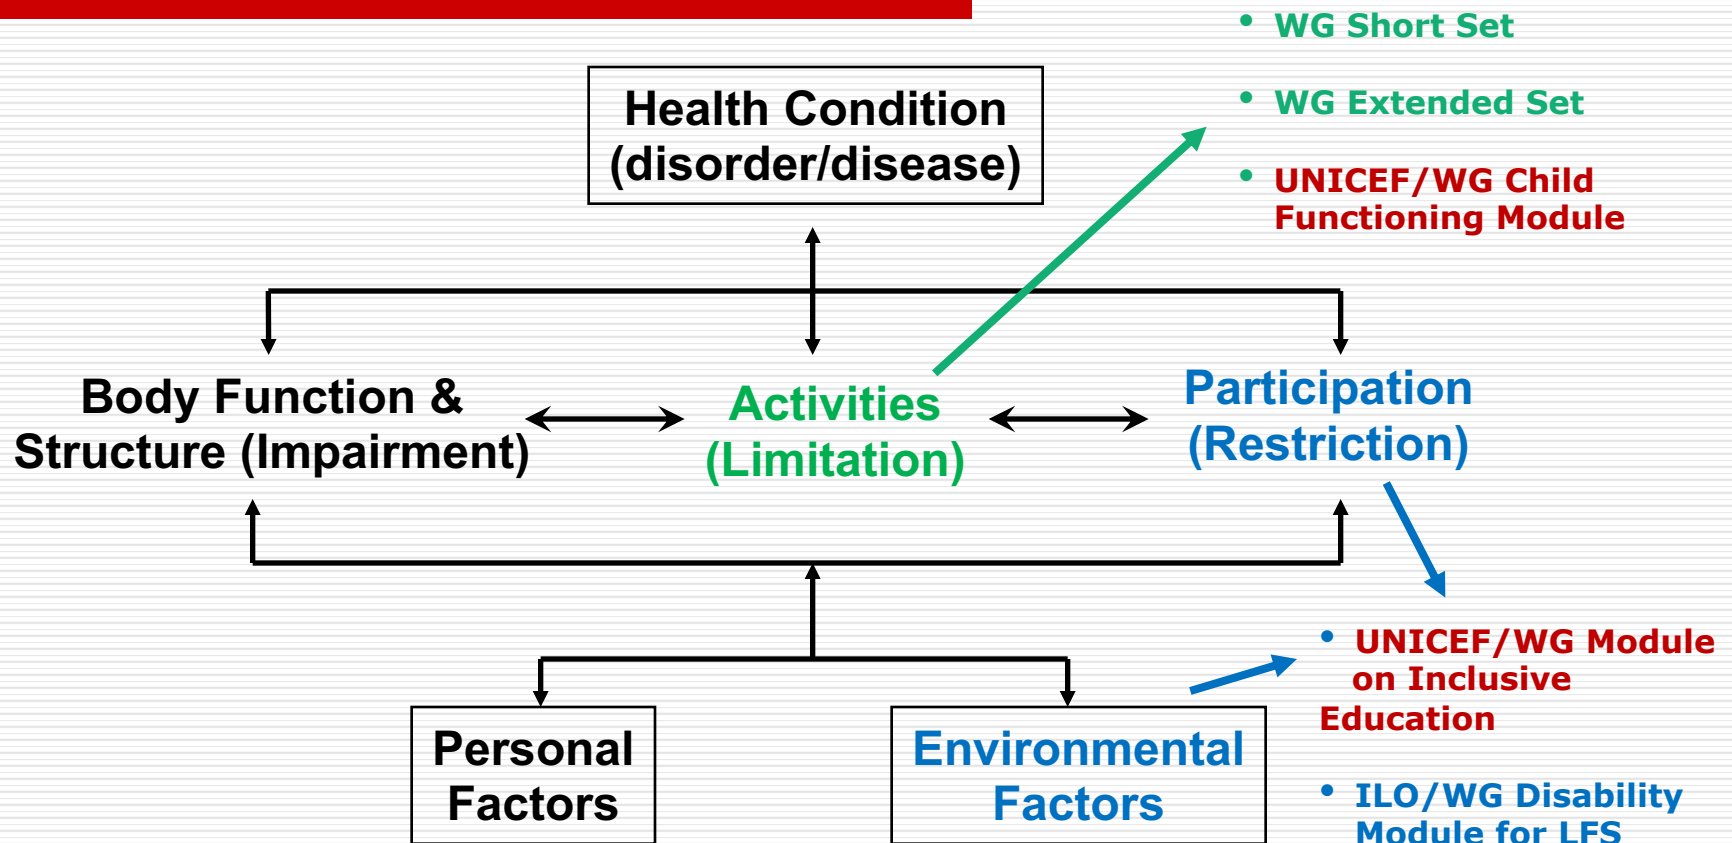 • WG Short Set
• WG Extended Set
• UNICEF/WG Child
Functioning Module
Health Condition
(disorder/disease)
Body Function &
Structure (Impairment)
Activities
(Limitation)
Participation
(Restriction)
Personal
Factors
Environmental
Factors
• UNICEF/WG Module
on Inclusive
Education
• ILO/WG Disability
Module for LFS